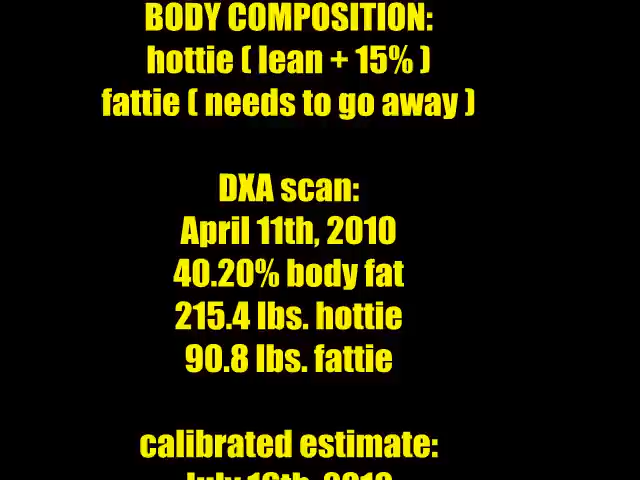 BODY COMPOSITION:
hottie ( lean + 15% )
fattie ( needs to go away )
DXA scan:
April 11th, 2010
40.20% body fat
215.4 lbs. hottie
90.8 lbs. fattie
calibrated estimate: